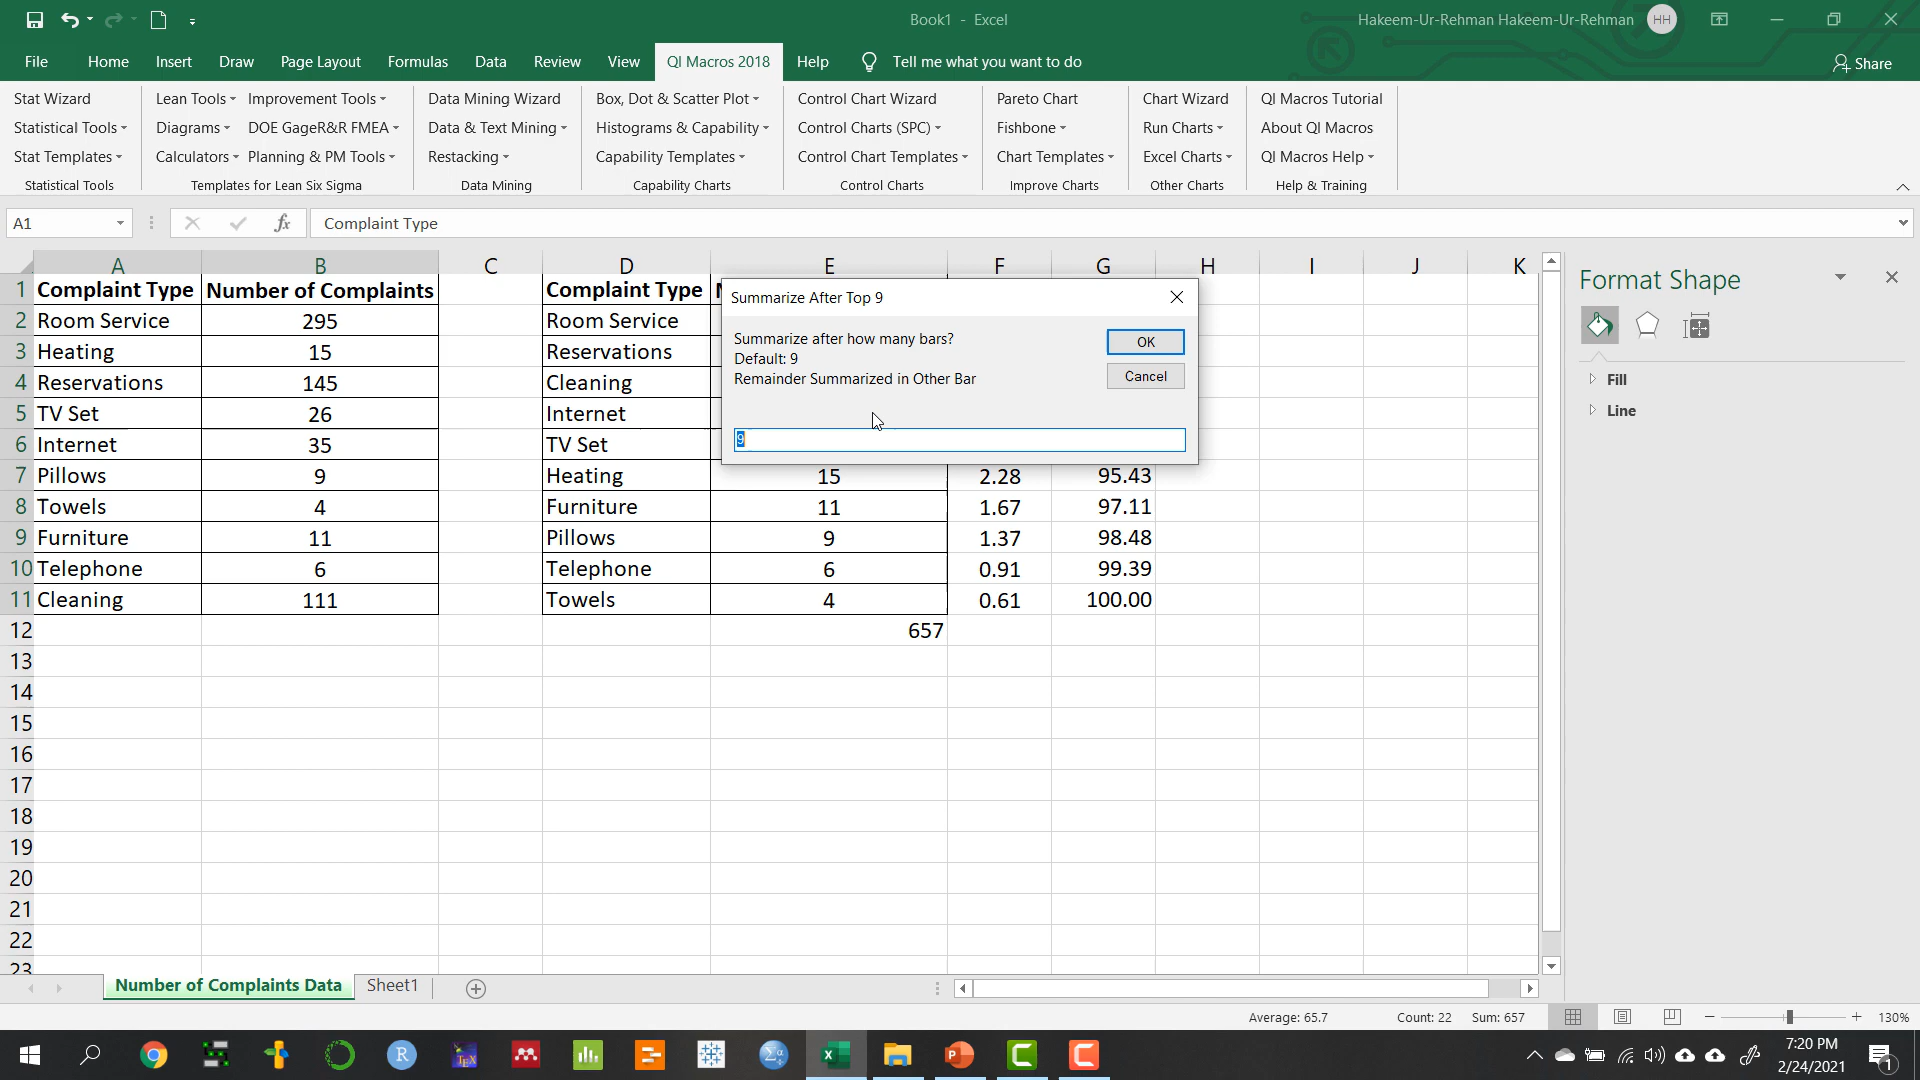 Book1 - Excel
Hakeem-Ur-Rehman Hakeem-Ur-Rehman HH
File Home Insert Draw Page Layout Formulas Data Review View QI Macros 2018 Help Tell me what you want to do Share
Stat Wizard Lean Tools Improvement Tools Data Mining Wizard Box, Dot & Scatter Plot Control Chart Wizard Pareto Chart Chart Wizard QI Macros Tutorial
Statistical Tools Diagrams DOE GageR&R FMEA Data & Text Mining Histograms & Capability Control Charts (SPC) Fishbone Run Charts About QI Macros
Stat Templates Calculators Planning & PM Tools Restacking Capability Templates Control Chart Templates Chart Templates Excel Charts QI Macros Help
Statistical Tools Templates for Lean Six Sigma Data Mining Capability Charts Control Charts Improve Charts Other Charts Help & Training
A1 fx Complaint Type
A B C D E F G H I J K
1 Complaint Type Number of Complaints Complaint Type
2 Room Service 295 Room Service
3 Heating 15 Reservations
4 Reservations 145 Cleaning
5 TV Set 26 Internet
6 Internet 35 TV Set
7 Pillows 9 Heating 15 2.28 95.43
8 Towels 4 Furniture 11 1.67 97.11
9 Furniture 11 Pillows 9 1.37 98.48
10 Telephone 6 Telephone 6 0.91 99.39
11 Cleaning 111 Towels 4 0.61 100.00
12 657
13
14
15
16
17
18
19
20
21
22
23
Summarize After Top 9
Summarize after how many bars?
Default: 9
Remainder Summarized in Other Bar
OK
Cancel
9
Format Shape
Fill
Line
Number of Complaints Data Sheet1
Average: 65.7 Count: 22 Sum: 657 130%
7:20 PM
2/24/2021
1